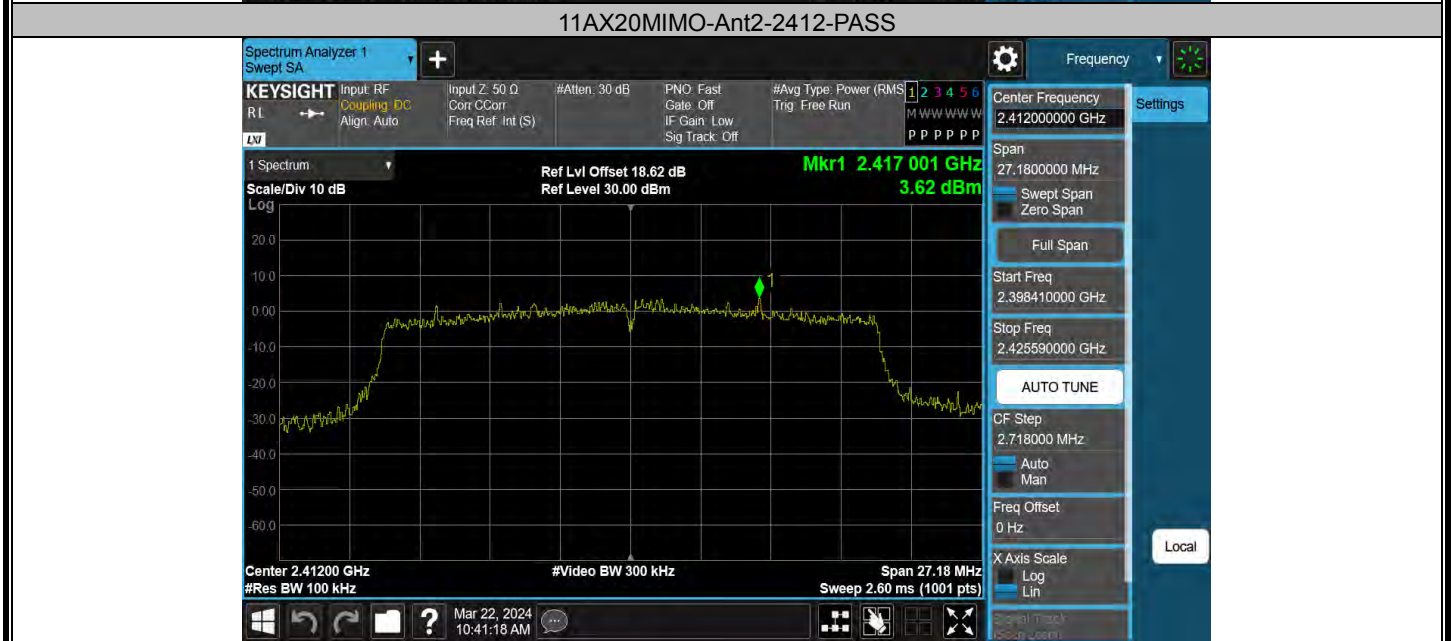 11AX20MIMO-Ant2-2412-PASS
Spectrum Analyzer 1
Swept SA
+
Frequency
KEYSIGHT
R L
LXI
Input: RF
Coupling: DC
Align: Auto
Input Z: 50 Ω
Corr CCorr
Freq Ref: Int (S)
#Atten: 30 dB
PNO: Fast
Gate: Off
IF Gain: Low
Sig Track: Off
#Avg Type: Power (RMS
Trig: Free Run
1 2 3 4 5 6
M W W W W W
P P P P P P
1 Spectrum
Scale/Div 10 dB
Log
Ref Lvl Offset 18.62 dB
Ref Level 30.00 dBm
Mkr1 2.417 001 GHz
3.62 dBm
20.0
10.0
0.00
-10.0
-20.0
-30.0
-40.0
-50.0
-60.0
1
Center 2.41200 GHz
#Res BW 100 kHz
#Video BW 300 kHz
Span 27.18 MHz
Sweep 2.60 ms (1001 pts)
Mar 22, 2024
10:41:18 AM
?
Center Frequency
2.412000000 GHz
Settings
Span
27.1800000 MHz
Swept Span
Zero Span
Full Span
Start Freq
2.398410000 GHz
Stop Freq
2.425590000 GHz
AUTO TUNE
CF Step
2.718000 MHz
Auto
Man
Freq Offset
0 Hz
X Axis Scale
Log
Lin
Local
Signal Track
(Span Zoom)